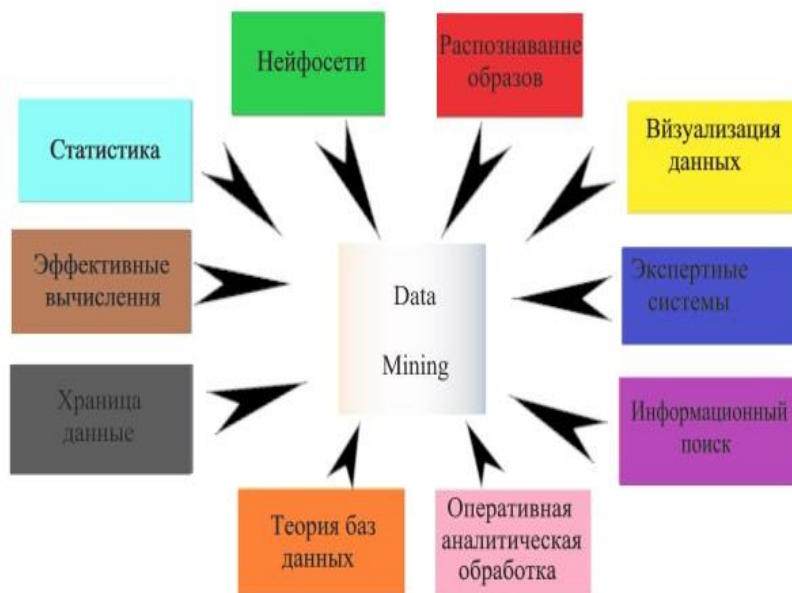 Нейфосети
Распознаванне
образов
Статистика
Вйзуализация
данных
Эффективные
вычислення
Data
Mining
Экспертные
системы
Храница
данные
Информационный
поиск
Теория баз
данных
Оперативная
аналитическая
обработка